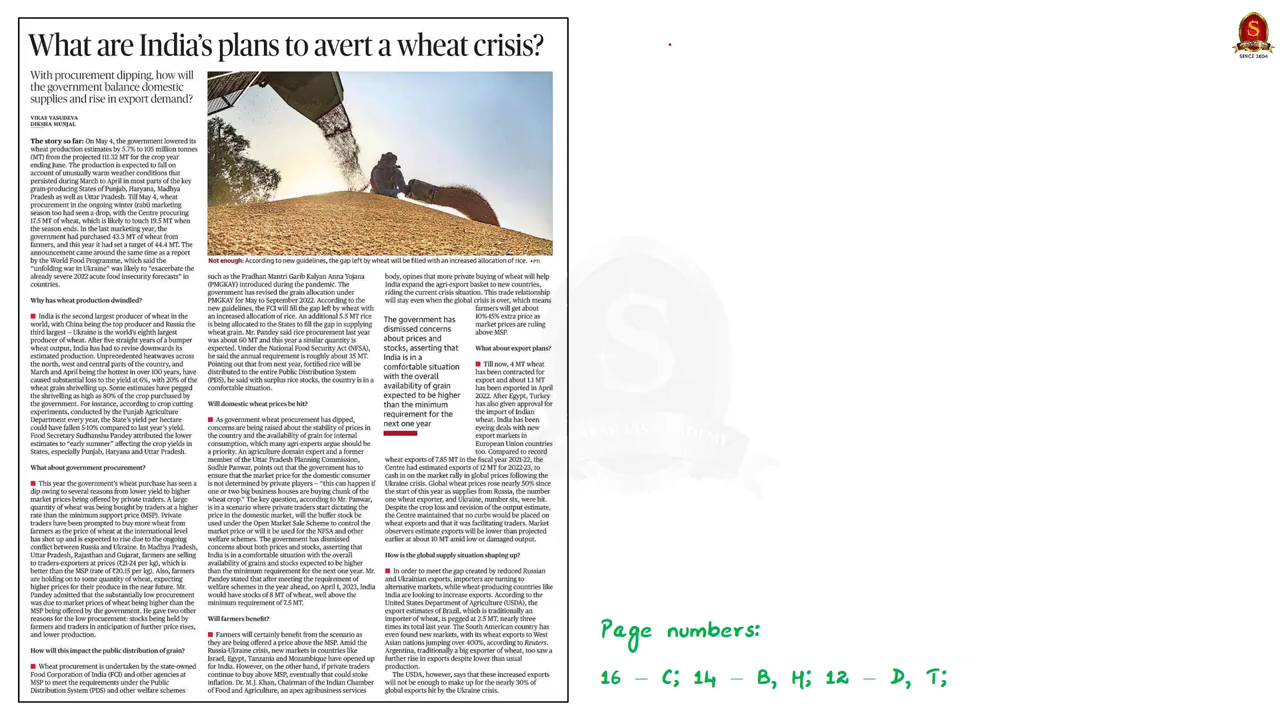 What are India's plans to avert a wheat crisis?
With procurement dipping, how will
the government balance domestic
supplies and rise in export demand?
VIKAS VASUDEVA
DIKSHA MUNJAL
The story so far: On May 4, the government lowered its
wheat production estimates by 5.7% to 105 million tonnes
(MT) from the projected 111.32 MT for the crop year
ending June. The production is expected to fall on
account of unusually warm weather conditions that
persisted during March to April in most parts of the key
grain-producing States of Punjab, Haryana, Madhya
Pradesh as well as Uttar Pradesh. Till May 4, wheat
procurement in the ongoing winter (rabi) marketing
season too had seen a drop, with the Centre procuring
17.5 MT of wheat, which is likely to touch 19.5 MT when
the season ends. In the last marketing year, the
government had purchased 43.3 MT of wheat from
farmers, and this year it had set a target of 44.4 MT. The
announcement came around the same time as a report
by the World Food Programme, which said the
"unfolding war in Ukraine" was likely to "exacerbate the
already severe 2022 acute food insecurity forecasts" in
countries.
Why has wheat production dwindled?
India is the second largest producer of wheat in the
world, with China being the top producer and Russia the
third largest – Ukraine is the world's eighth largest
producer of wheat. After five straight years of a bumper
wheat output, India has had to revise downwards its
estimated production. Unprecedented heatwaves across
the north, west and central parts of the country, and
March and April being the hottest in over 100 years, have
caused substantial loss to the yield at 6%, with 20% of the
wheat grain shrivelling up. Some estimates have pegged
the shrivelling as high as 80% of the crop purchased by
the government. For instance, according to crop cutting
experiments, conducted by the Punjab Agriculture
Department every year, the State's yield per hectare
could have fallen 5-10% compared to last year's yield.
Food Secretary Sudhanshu Pandey attributed the lower
estimates to "early summer" affecting the crop yields in
States, especially Punjab, Haryana and Uttar Pradesh.
What about government procurement?
This year the government's wheat purchase has seen a
dip owing to several reasons from lower yield to higher
market prices being offered by private traders. A large
quantity of wheat was being bought by traders at a higher
rate than the minimum support price (MSP). Private
traders have been prompted to buy more wheat from
farmers as the price of wheat at the international level
has shot up and is expected to rise due to the ongoing
conflict between Russia and Ukraine. In Madhya Pradesh,
Uttar Pradesh, Rajasthan and Gujarat, farmers are selling
to traders-exporters at prices (₹21-24 per kg), which is
better than the MSP (rate of ₹20.15 per kg). Also, farmers
are holding on to some quantity of wheat, expecting
higher prices for their produce in the near future. Mr.
Pandey admitted that the substantially low procurement
was due to market prices of wheat being higher than the
MSP being offered by the government. He gave two other
reasons for the low procurement: stocks being held by
farmers and traders in anticipation of further price rises,
and lower production.
How will this impact the public distribution of grain?
Wheat procurement is undertaken by the state-owned
Food Corporation of India (FCI) and other agencies at
MSP to meet the requirements under the Public
Distribution System (PDS) and other welfare schemes
Not enough: According to new guidelines, the gap left by wheat will be filled with an increased allocation of rice. •PTI
such as the Pradhan Mantri Garib Kalyan Anna Yojana
(PMGKAY) introduced during the pandemic. The
government has revised the grain allocation under
PMGKAY for May to September 2022. According to the
new guidelines, the FCI will fill the gap left by wheat with
an increased allocation of rice. An additional 5.5 MT rice
is being allocated to the States to fill the gap in supplying
wheat grain. Mr. Pandey said rice procurement last year
was about 60 MT and this year a similar quantity is
expected. Under the National Food Security Act (NFSA),
he said the annual requirement is roughly about 35 MT.
Pointing out that from next year, fortified rice will be
distributed to the entire Public Distribution System
(PDS), he said with surplus rice stocks, the country is in a
comfortable situation.
Will domestic wheat prices be hit?
As government wheat procurement has dipped,
concerns are being raised about the stability of prices in
the country and the availability of grain for internal
consumption, which many agri-experts argue should be
a priority. An agriculture domain expert and a former
member of the Uttar Pradesh Planning Commission,
Sudhir Panwar, points out that the government has to
ensure that the market price for the domestic consumer
is not determined by private players – "this can happen if
one or two big business houses are buying chunk of the
wheat crop." The key question, according to Mr. Panwar,
is in a scenario where private traders start dictating the
price in the domestic market, will the buffer stock be
used under the Open Market Sale Scheme to control the
market price or will it be used for the NFSA and other
welfare schemes. The government has dismissed
concerns about both prices and stocks, asserting that
India is in a comfortable situation with the overall
availability of grains and stocks expected to be higher
than the minimum requirement for the next one year. Mr.
Pandey stated that after meeting the requirement of
welfare schemes in the year ahead, on April 1, 2023, India
would have stocks of 8 MT, well above the
minimum requirement of 7.5 MT.
Will farmers benefit?
Farmers will certainly benefit from the scenario as
they are being offered a price above the MSP. Amid the
Russia-Ukraine crisis, new markets in countries like
Israel, Egypt, Tanzania and Mozambique have opened up
for India. However, on the other hand, if private traders
continue to buy above MSP, eventually that could stoke
inflation. Dr. M.J. Khan, Chairman of the Indian Chamber
of Food and Agriculture, an apex agribusiness services
body, opines that more private buying of wheat will help
India expand the agri-export basket to new countries,
riding the current crisis situation. This trade relationship
will stay even when the global crisis is over, which means
farmers will get about
10%-15% extra price as
market prices are ruling
above MSP.
The government has
dismissed concerns
about prices and
stocks, asserting that
India is in a
comfortable situation
with the overall
availability of grain
expected to be higher
than the minimum
requirement for the
next one year
What about export plans?
Till now, 4 MT wheat
has been contracted for
export and about 1.1 MT
has been exported in April
2022. After Egypt, Turkey
has also given approval for
the import of Indian
wheat. India has been
eyeing deals with new
export markets in
European Union countries
too. Compared to record
wheat exports of 7.85 MT in the fiscal year 2021-22, the
Centre had estimated exports of 12 MT for 2022-23, to
cash in on the market rally in global prices following the
Ukraine crisis. Global wheat prices rose nearly 50% since
the start of this year as supplies from Russia, the number
one wheat exporter, and Ukraine, number six, were hit.
Despite the crop loss and revision of the output estimate,
the Centre maintained that no curbs would be placed on
wheat exports and that it was facilitating traders. Market
observers estimate exports will be lower than projected
earlier at about 10 MT amid low or damaged output.
How is the global supply situation shaping up?
In order to meet the gap created by reduced Russian
and Ukrainian exports, importers are turning to
alternative markets, while wheat-producing countries like
India are looking to increase exports. According to the
United States Department of Agriculture (USDA), the
export estimates of Brazil, which is traditionally an
importer of wheat, is pegged at 2.5 MT, nearly three
times its total last year. The South American country has
even found new markets, with its wheat exports to West
Asian nations jumping over 400%, according to Reuters.
Argentina, traditionally a big exporter of wheat, too saw a
further rise in exports despite lower than usual
production.
The USDA, however, says that these increased exports
will not be enough to make up for the nearly 30% of
global exports hit by the Ukraine crisis.
S
SINCE 2004
Page numbers:
16 – C; 14 – B, H; 12 – D, T;